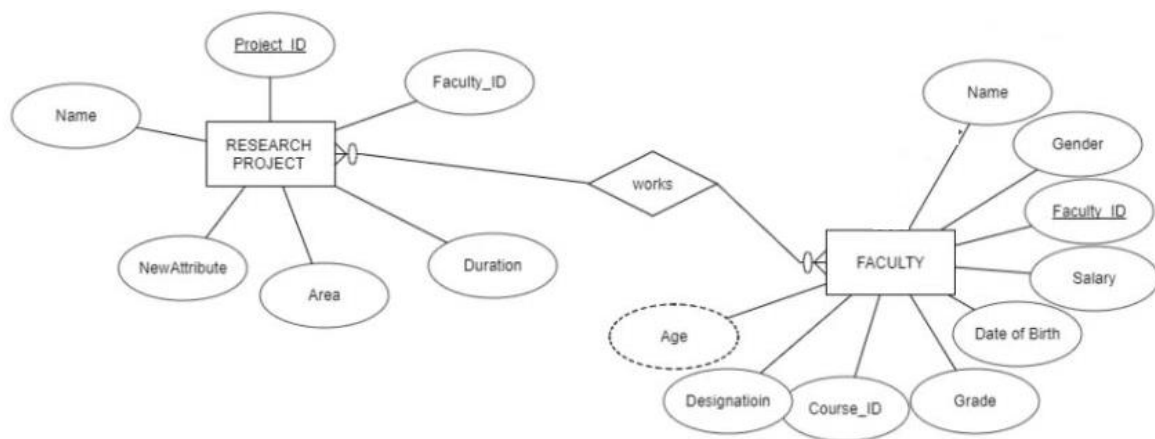 Project_ID
Faculty_ID
Name
RESEARCH
PROJECT
NewAttribute
Area
Duration
works
Name
Gender
Faculty_ID
Salary
FACULTY
Date of Birth
Age
Designatioin
Course_ID
Grade